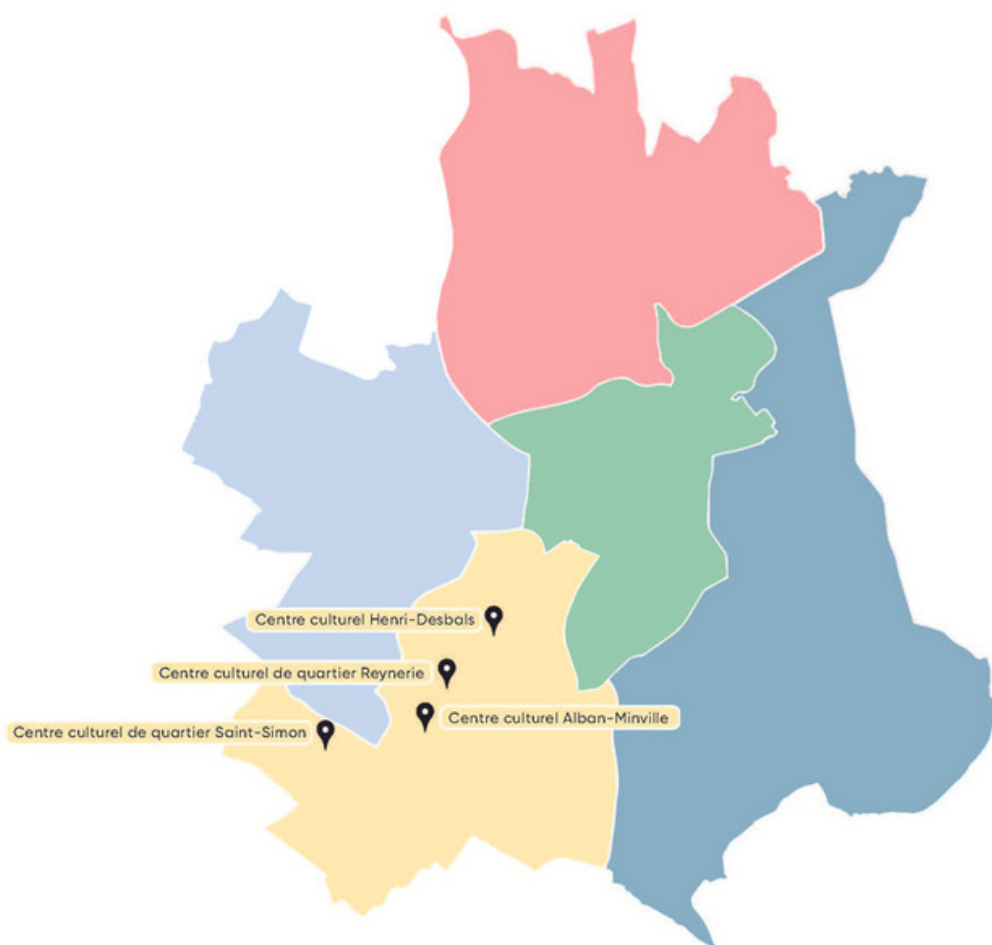 Centre culturel Henri-Desbals
Centre culturel de quartier Reynerie
Centre culturel Alban-Minville
Centre culturel de quartier Saint-Simon